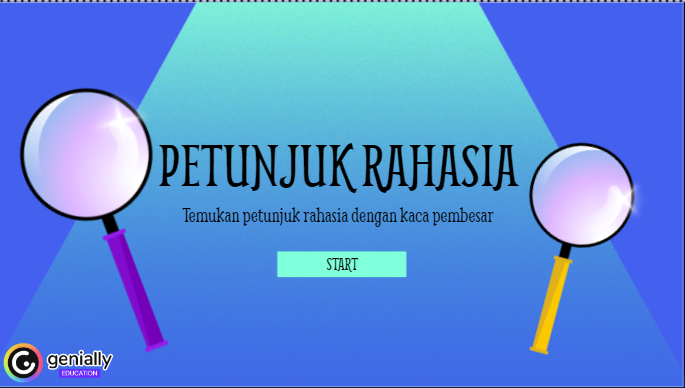 PETUNJUK RAHASIA
Temukan petunjuk rahasia dengan kaca pembesar
START
genially
EDUCATION